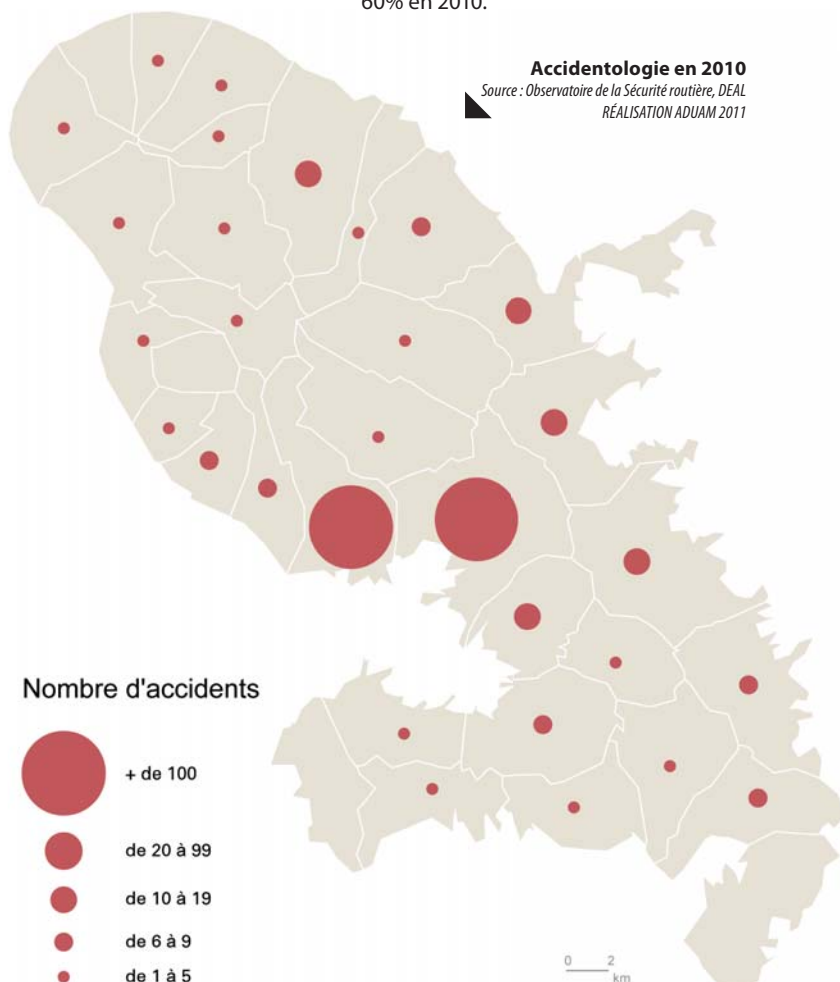 60% en 2010.
Accidentologie en 2010
Source : Observatoire de la Sécurité routière, DEAL
RÉALISATION ADUAM 2011
Nombre d'accidents
+ de 100
de 20 à 99
de 10 à 19
de 6 à 9
de 1 à 5
0 2
km